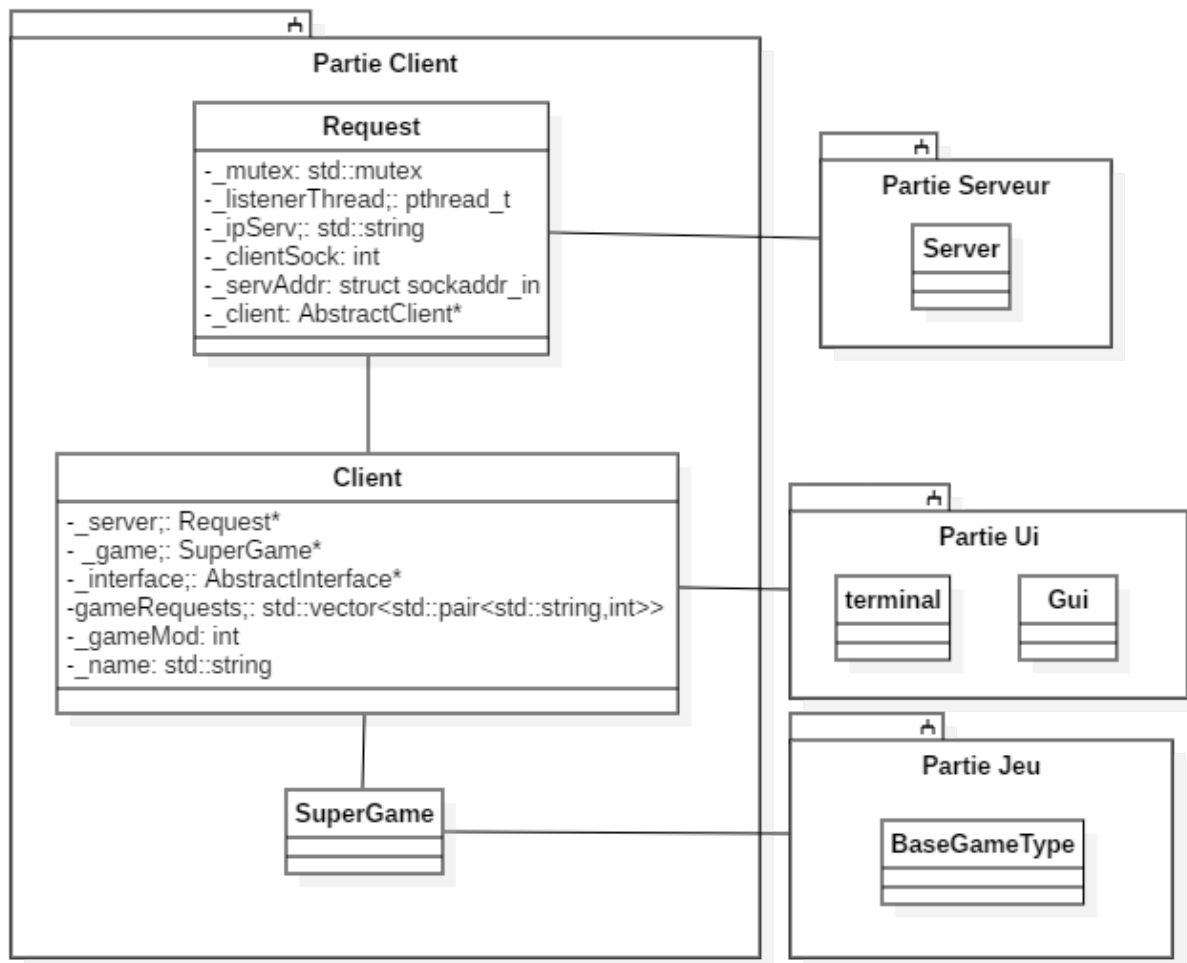 Partie Client
Request
-_mutex: std::mutex
-_listenerThread;: pthread_t
-_ipServ;: std::string
-_clientSock: int
-_servAddr: struct sockaddr_in
-_client: AbstractClient*
Partie Serveur
Server
Client
-_server;: Request*
- _game;: SuperGame*
-_interface;: AbstractInterface*
-gameRequests;: std::vector<std::pair<std::string,int>>
-_gameMod: int
-_name: std::string
Partie Ui
terminal
Gui
SuperGame
Partie Jeu
BaseGameType